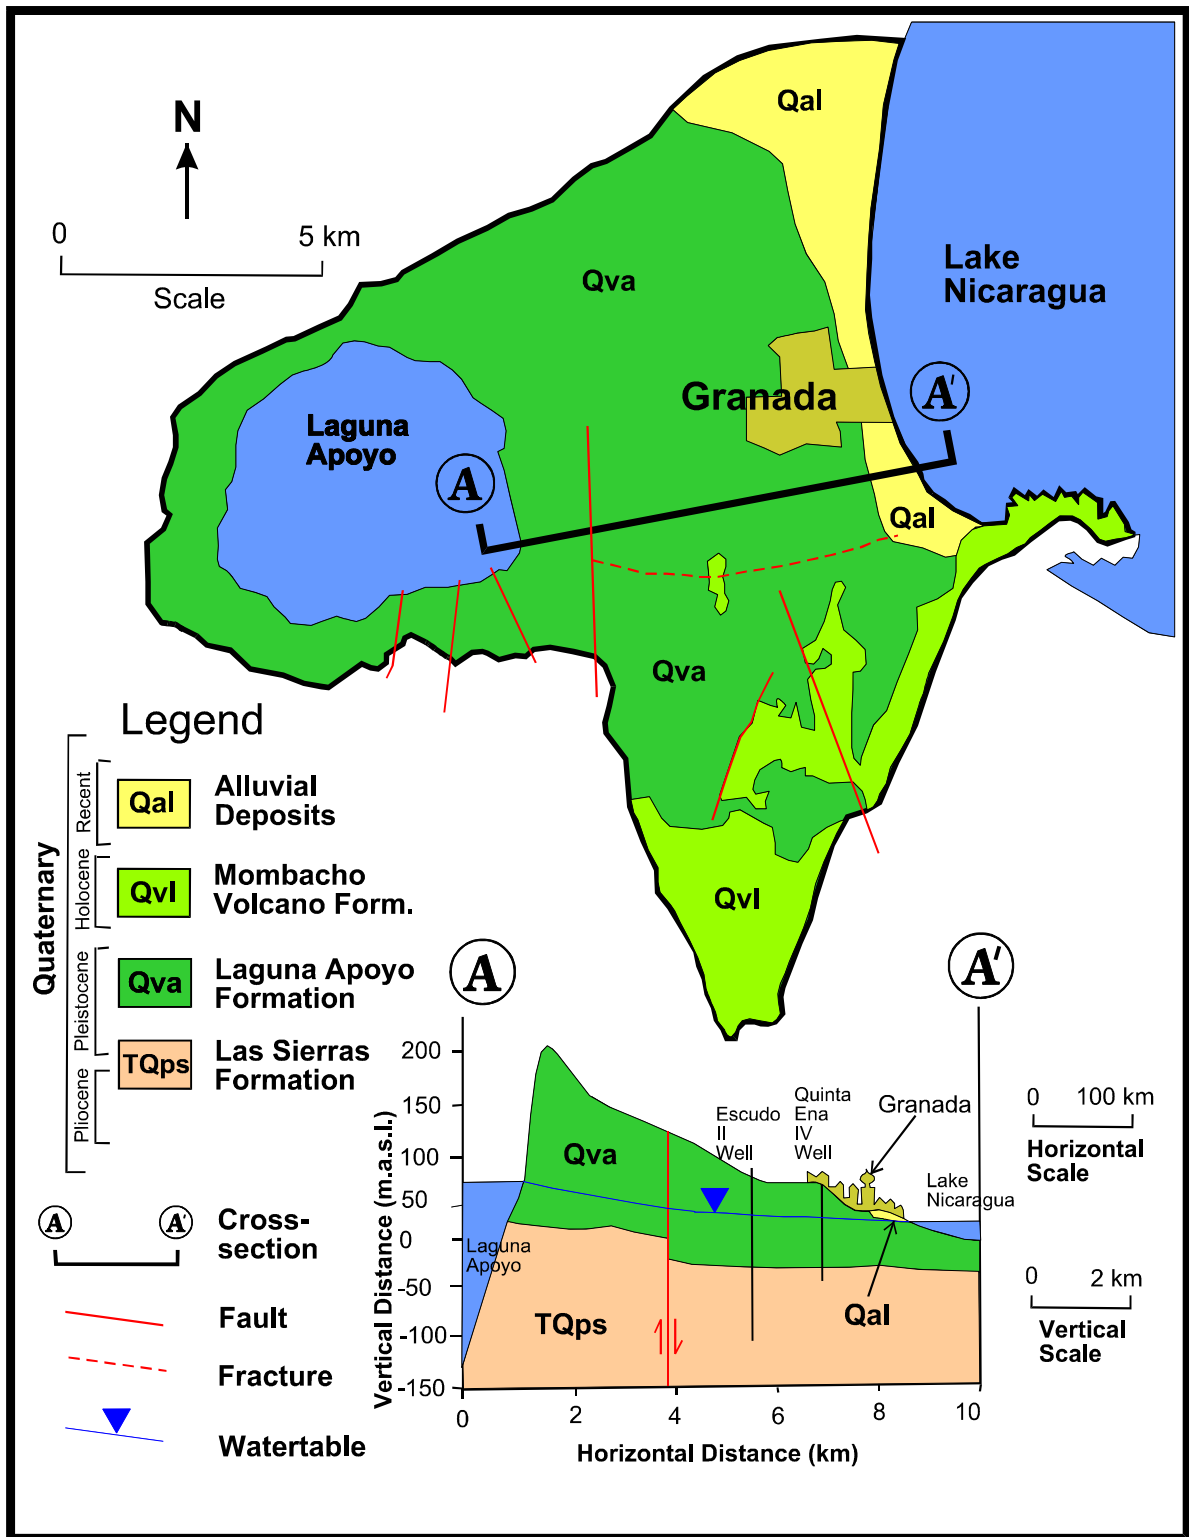 Qal
N
0
5 km
Scale
Qva
Lake
Nicaragua
Granada
A'
Laguna
Apoyo
A
Qal
Qva
Qvl
Legend
Quaternary
Recent
Qal
Alluvial
Deposits
Holocene
Qvl
Mombacho
Volcano Form.
Pleistocene
Qva
Laguna Apoyo
Formation
Pliocene
TQps
Las Sierras
Formation
A
A'
Cross-
section
Fault
Fracture
Watertable
A
A'
Vertical Distance (m.a.s.l.)
200
150
100
50
0
-50
-100
-150
Qva
Escudo
II
Well
Quinta
Ena
IV
Well
Granada
Lake
Nicaragua
Laguna
Apoyo
TQps
Qal
0
2
4
6
8
10
Horizontal Distance (km)
0
100 km
Horizontal
Scale
0
2 km
Vertical
Scale